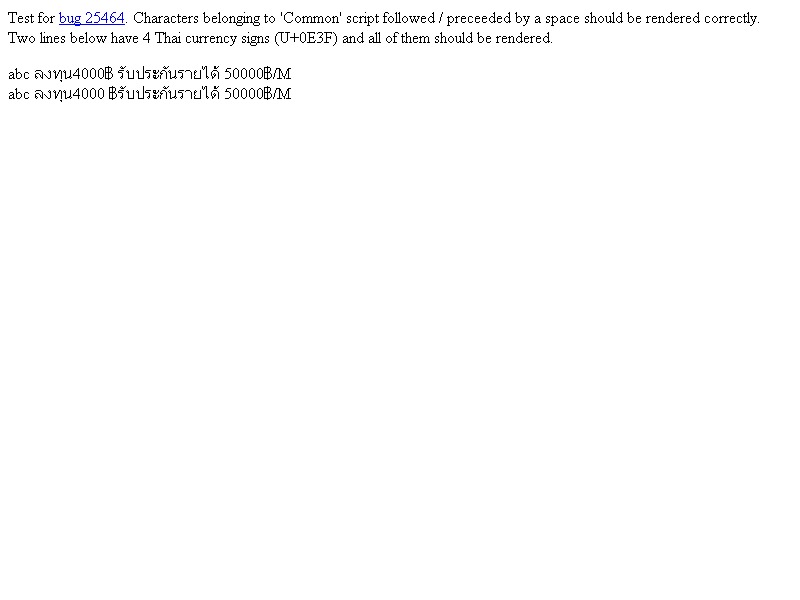 Test for bug 25464. Characters belonging to 'Common' script followed / preceeded by a space should be rendered correctly.
Two lines below have 4 Thai currency signs (U+0E3F) and all of them should be rendered.
abc ลงทุน4000฿ รับประกันรายได้ 50000฿/M
abc ลงทุน4000 ฿รับประกันรายได้ 50000฿/M